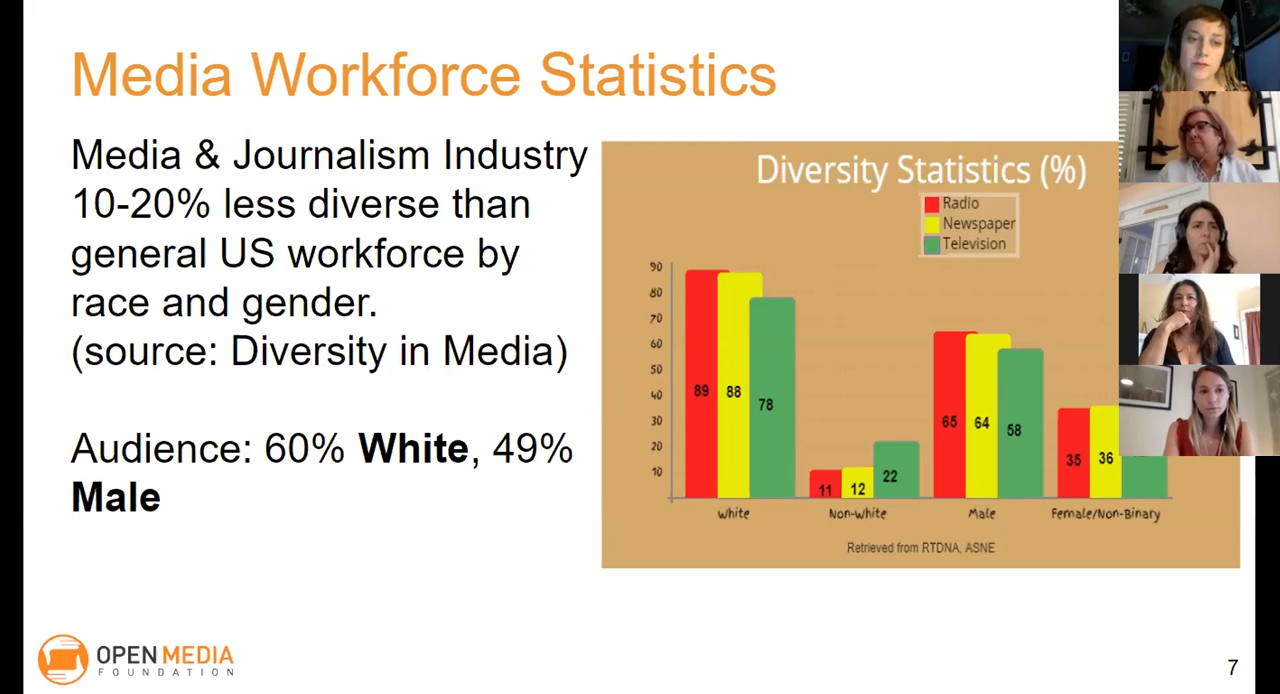 Media Workforce Statistics
Media & Journalism Industry
10-20% less diverse than
general US workforce by
race and gender.
(source: Diversity in Media)
Audience: 60% White, 49%
Male
Diversity Statistics (%)
Radio
Newspaper
Television
90
80
70
60
50
40
30
20
10
89 88 78
11 12 22
65 64 58
35 36
White Non-White Male Female/Non-Binary
Retrieved from RTDNA, ASNE
OPEN MEDIA
FOUNDATION
7